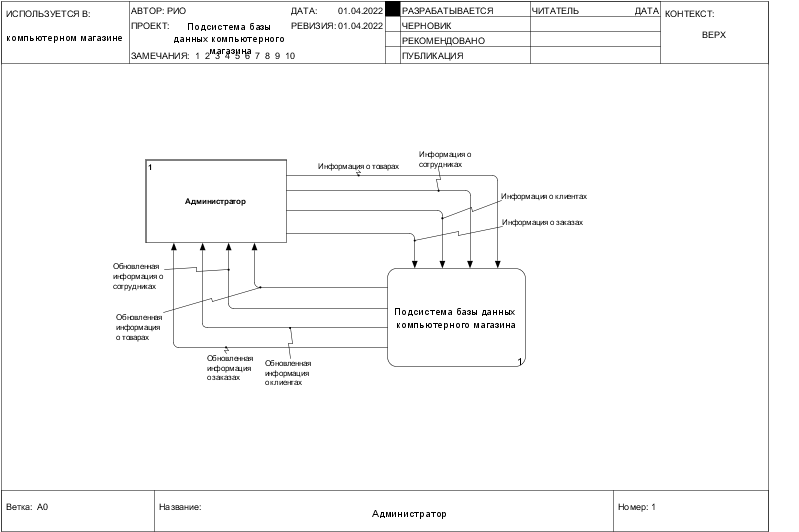 ИСПОЛЬЗУЕТСЯ В:
компьютерном магазине
АВТОР: РИО
ДАТА: 01.04.2022
ПРОЕКТ: Подсистема базы
данных компьютерного
магазина
РЕВИЗИЯ: 01.04.2022
ЗАМЕЧАНИЯ: 1 2 3 4 5 6 7 8 9 10
РАЗРАБАТЫВАЕТСЯ
ЧЕРНОВИК
РЕКОМЕНДОВАНО
ПУБЛИКАЦИЯ
ЧИТАТЕЛЬ ДАТА
КОНТЕКСТ:
ВЕРХ
1
Администратор
Информация о товарах
Информация о
сотрудниках
Информация о клиентах
Информация о заказах
Обновленная
информация о
сотрудниках
Обновленная
информация
о товарах
Обновленная
информация
о заказах
Обновленная
информация
о клиентах
Подсистема базы данных
компьютерного магазина
1
Ветка: А0
Название:
Администратор
Номер: 1